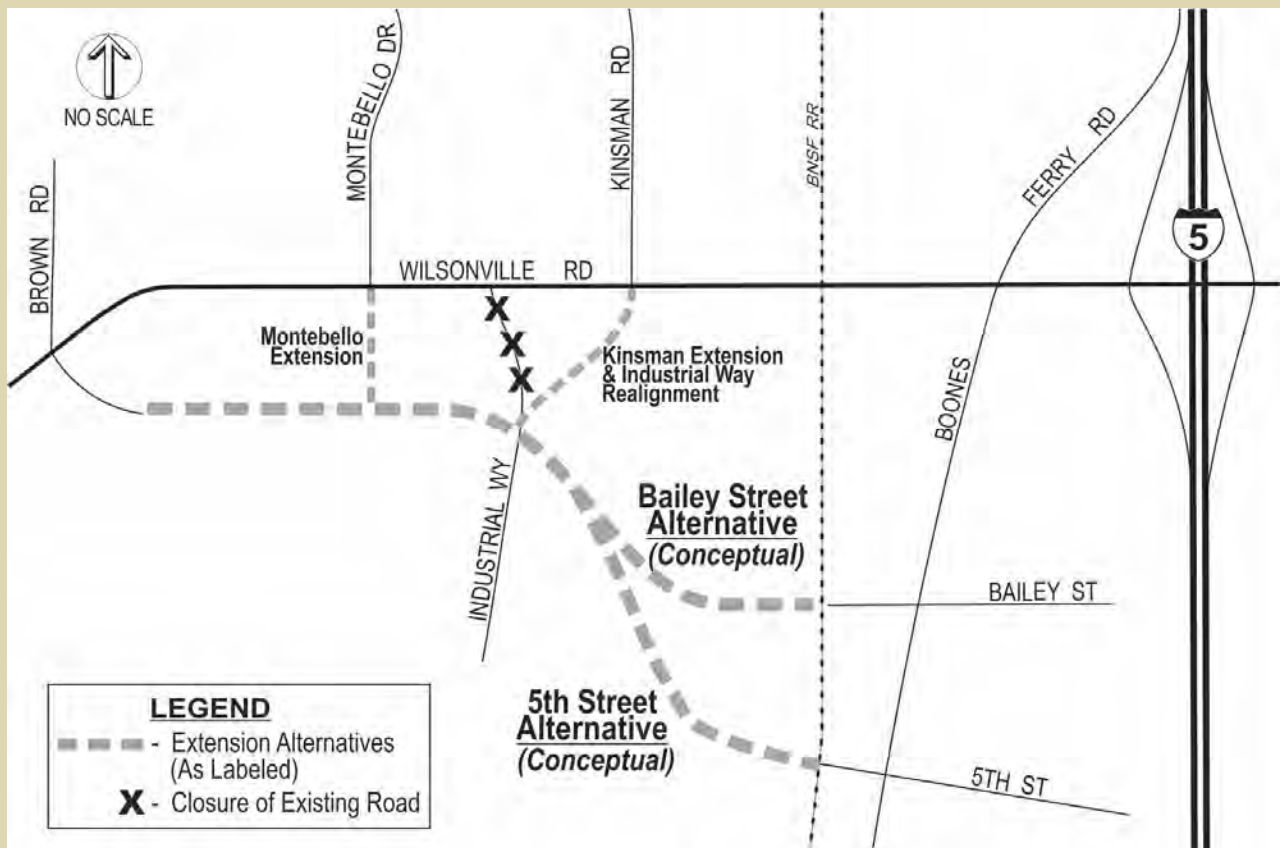 NO SCALE
MONTEBELLO DR
KINSMAN RD
BNSF RR
FERRY RD
5
BROWN RD
WILSONVILLE RD
Montebello
Extension
X
X
X
Kinsman Extension
& Industrial Way
Realignment
BOONES
INDUSTRIAL WY
Bailey Street
Alternative
(Conceptual)
BAILEY ST
5th Street
Alternative
(Conceptual)
5TH ST
LEGEND
- Extension Alternatives
(As Labeled)
X - Closure of Existing Road